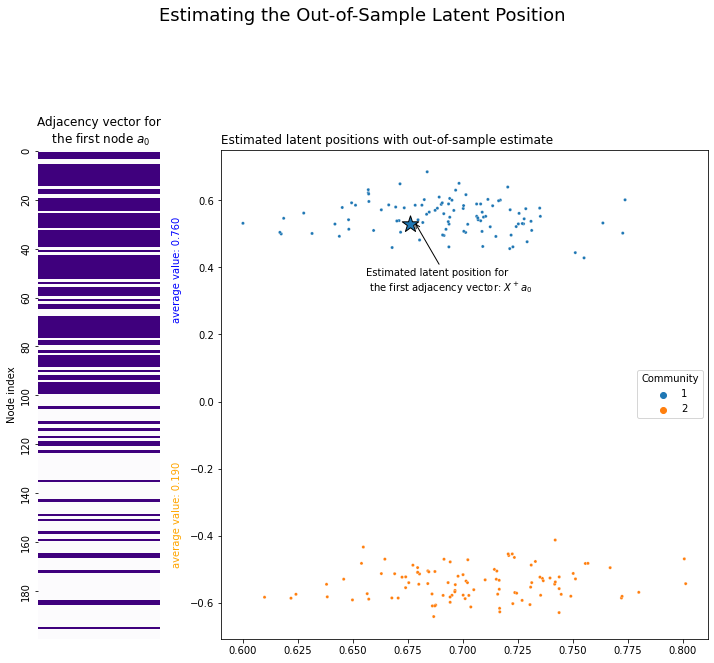 Estimating the Out-of-Sample Latent Position
Adjacency vector for
the first node a₀
Node index
0
20
40
60
80
100
120
140
160
180
average value: 0.760
average value: 0.190
Estimated latent positions with out-of-sample estimate
0.6
0.4
0.2
0.0
−0.2
−0.4
−0.6
Estimated latent position for
the first adjacency vector: X⁺a₀
Community
1
2
0.600
0.625
0.650
0.675
0.700
0.725
0.750
0.775
0.800